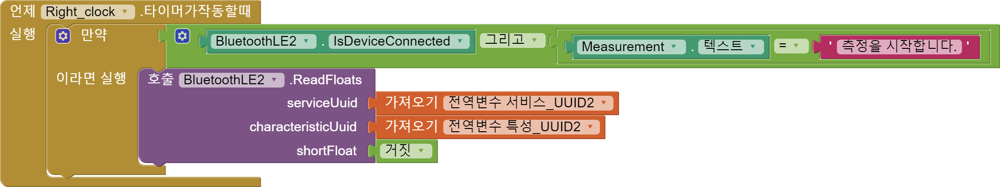 언제 Right_clock .타이머가작동할때
실행 만약 BluetoothLE2 . IsDeviceConnected 그리고 Measurement . 텍스트 = ' 측정을 시작합니다. '
이라면 실행 호출 BluetoothLE2 .ReadFloats
serviceUuid 가져오기 전역변수 서비스_UUID2
characteristicUuid 가져오기 전역변수 특성_UUID2
shortFloat 거짓